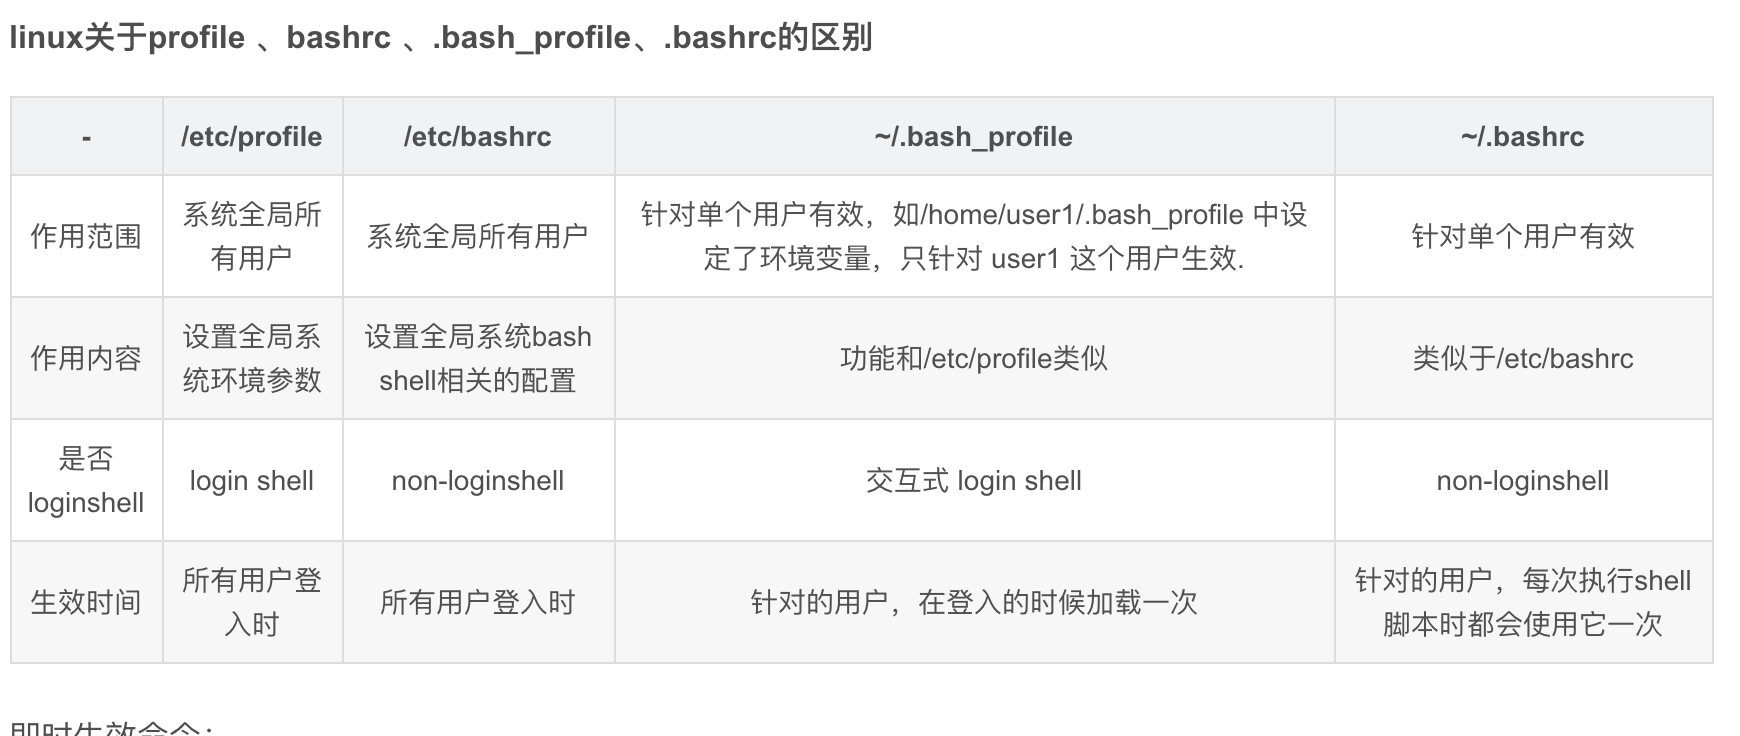 linux关于profile 、bashrc 、.bash_profile、.bashrc的区别
- /etc/profile /etc/bashrc ~/.bash_profile ~/.bashrc
作用范围
系统全局所
有用户
系统全局所有用户
针对单个用户有效，如/home/user1/.bash_profile 中设
定了环境变量，只针对 user1 这个用户生效.
针对单个用户有效
作用内容
设置全局系
统环境参数
设置全局系统bash
shell相关的配置
功能和/etc/profile类似
类似于/etc/bashrc
是否
loginshell
login shell
non-loginshell
交互式 login shell
non-loginshell
生效时间
所有用户登
入时
所有用户登入时
针对的用户，在登入的时候加载一次
针对的用户，每次执行shell
脚本时都会使用它一次
即时生效命令：